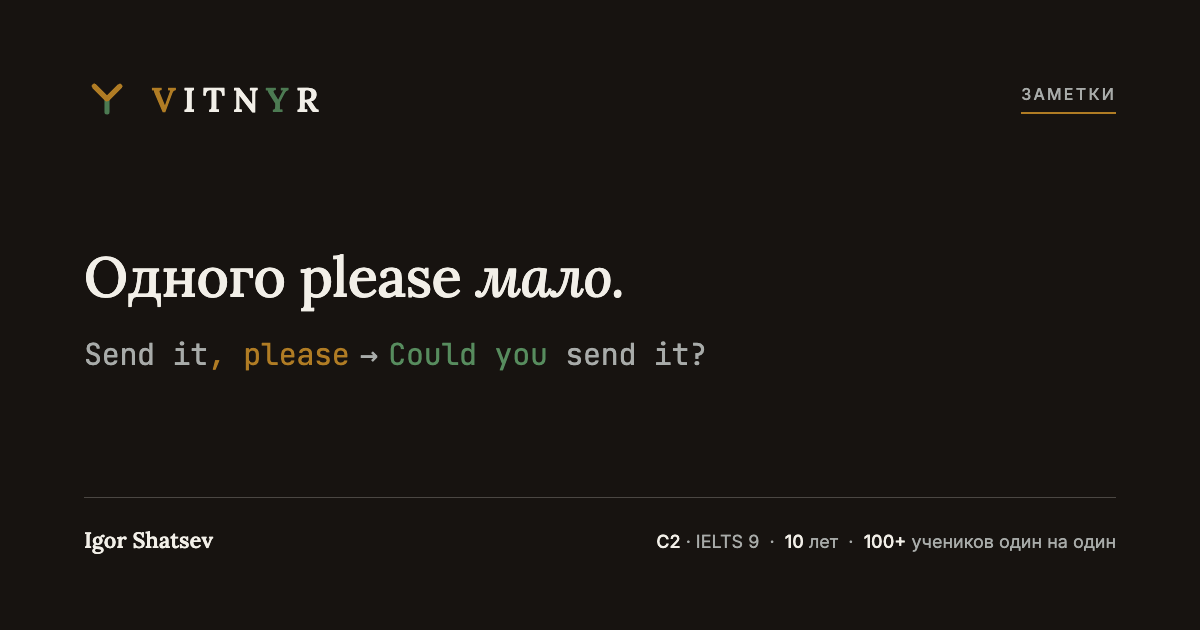 VITNYR
ЗАМЕТКИ
Одного please мало.
Send it, please → Could you send it?
Igor Shatsev
C2 · IELTS 9 · 10 лет · 100+ учеников один на один